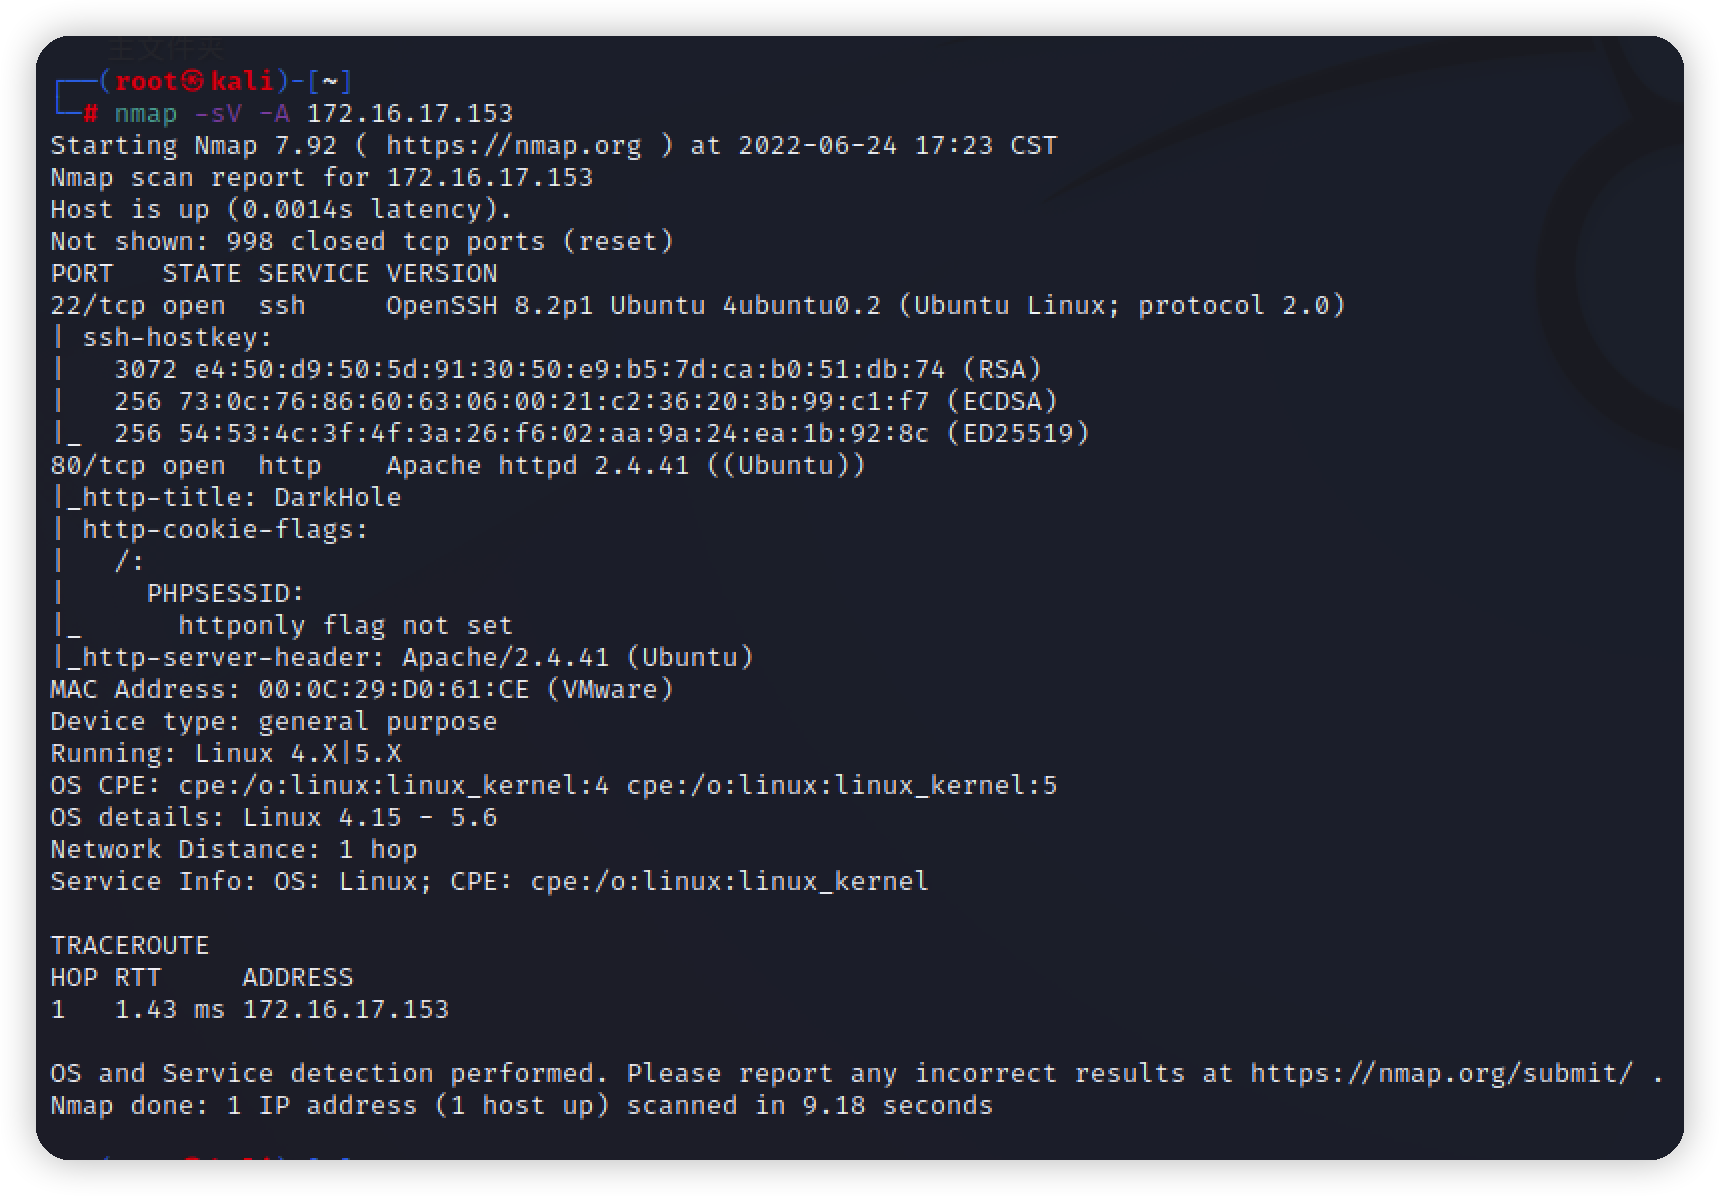 主文件夹
┌──(root㉿kali)-[~]
└─# nmap -sV -A 172.16.17.153
Starting Nmap 7.92 ( https://nmap.org ) at 2022-06-24 17:23 CST
Nmap scan report for 172.16.17.153
Host is up (0.0014s latency).
Not shown: 998 closed tcp ports (reset)
PORT   STATE SERVICE VERSION
22/tcp open  ssh     OpenSSH 8.2p1 Ubuntu 4ubuntu0.2 (Ubuntu Linux; protocol 2.0)
| ssh-hostkey:
|   3072 e4:50:d9:50:5d:91:30:50:e9:b5:7d:ca:b0:51:db:74 (RSA)
|   256 73:0c:76:86:60:63:06:00:21:c2:36:20:3b:99:c1:f7 (ECDSA)
|_  256 54:53:4c:3f:4f:3a:26:f6:02:aa:9a:24:ea:1b:92:8c (ED25519)
80/tcp open  http    Apache httpd 2.4.41 ((Ubuntu))
|_http-title: DarkHole
| http-cookie-flags:
|   /:
|     PHPSESSID:
|_      httponly flag not set
|_http-server-header: Apache/2.4.41 (Ubuntu)
MAC Address: 00:0C:29:D0:61:CE (VMware)
Device type: general purpose
Running: Linux 4.X|5.X
OS CPE: cpe:/o:linux:linux_kernel:4 cpe:/o:linux:linux_kernel:5
OS details: Linux 4.15 - 5.6
Network Distance: 1 hop
Service Info: OS: Linux; CPE: cpe:/o:linux:linux_kernel
TRACEROUTE
HOP RTT     ADDRESS
1   1.43 ms 172.16.17.153
OS and Service detection performed. Please report any incorrect results at https://nmap.org/submit/ .
Nmap done: 1 IP address (1 host up) scanned in 9.18 seconds